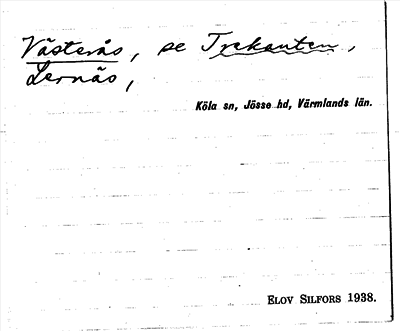 Västerås, se Trekanten,
Lernäs,
Köla sn, Jösse hd, Värmlands län.
ELOV SILFORS 1938.